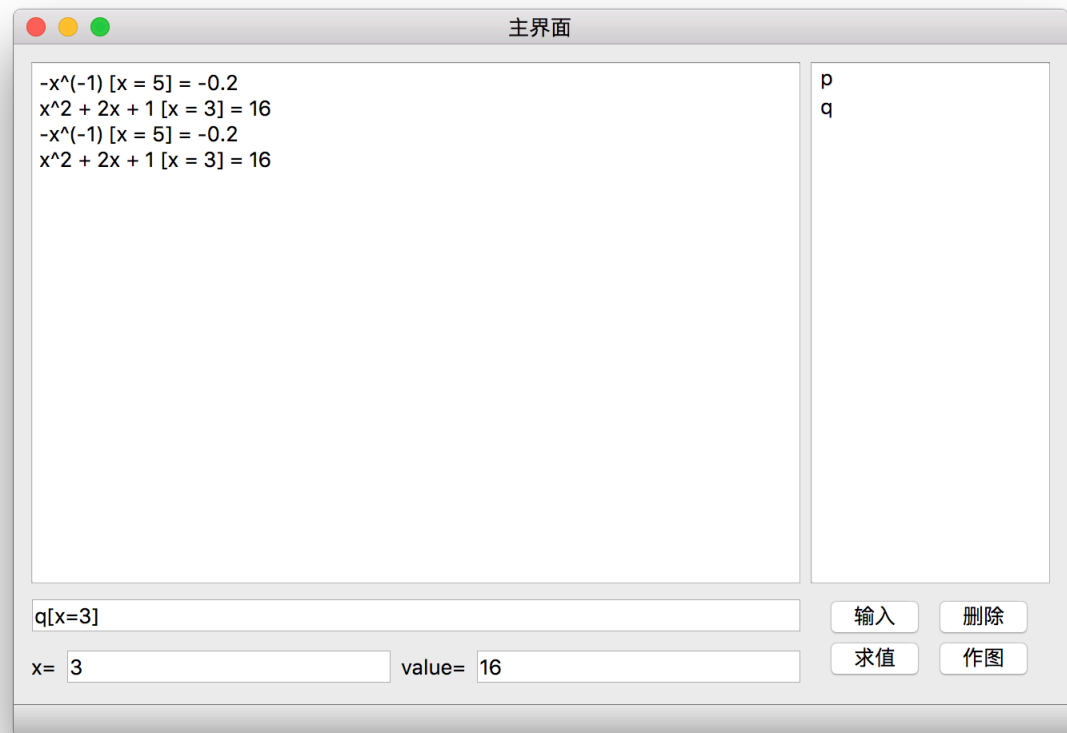 主界面
-x^(-1) [x = 5] = -0.2
x^2 + 2x + 1 [x = 3] = 16
-x^(-1) [x = 5] = -0.2
x^2 + 2x + 1 [x = 3] = 16
p
q
q[x=3]
输入 删除
x= 3 value= 16
求值 作图